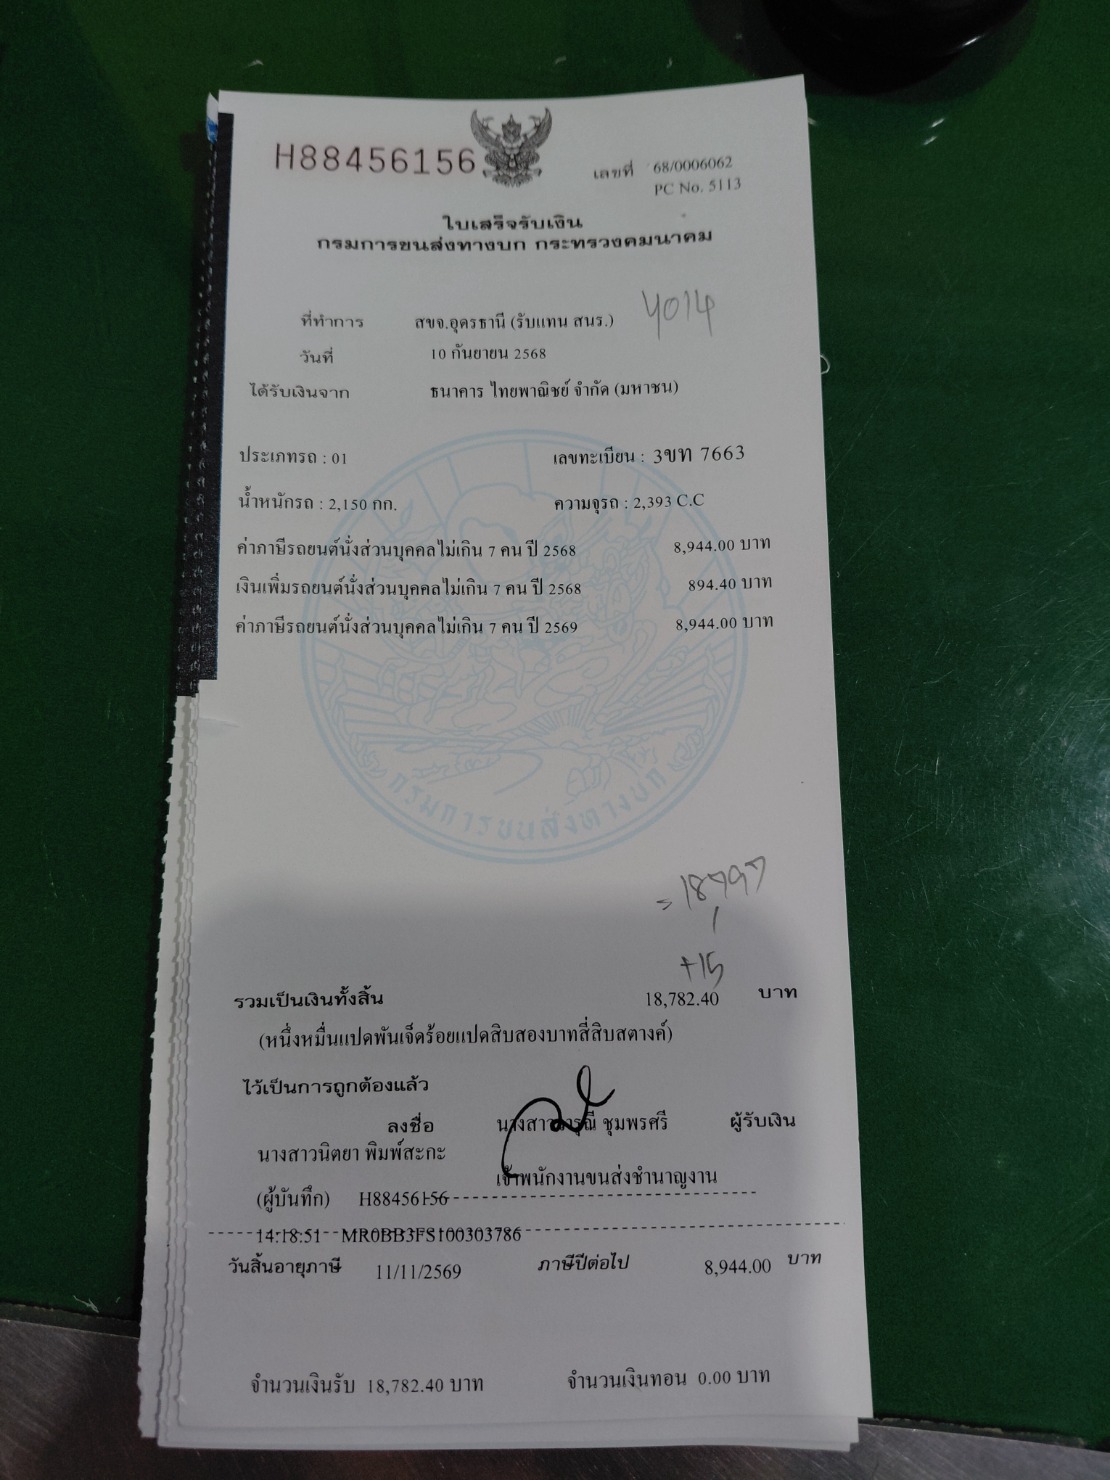 H88456156
เลขที่ 68/0006062
PC No. 5113
ใบเสร็จรับเงิน
กรมการขนส่งทางบก กระทรวงคมนาคม
ที่ทำการ สขจ.อุดรธานี (รับแทน สนร.)
4014
วันที่ 10 กันยายน 2568
ได้รับเงินจาก ธนาคาร ไทยพาณิชย์ จำกัด (มหาชน)
ประเภทรถ : 01 เลขทะเบียน : 3ขท 7663
น้ำหนักรถ : 2,150 กก. ความจุรถ : 2,393 C.C
ค่าภาษีรถยนต์นั่งส่วนบุคคลไม่เกิน 7 คน ปี 2568 8,944.00 บาท
เงินเพิ่มรถยนต์นั่งส่วนบุคคลไม่เกิน 7 คน ปี 2568 894.40 บาท
ค่าภาษีรถยนต์นั่งส่วนบุคคลไม่เกิน 7 คน ปี 2569 8,944.00 บาท
กรมการขนส่งทางบก
= 18797
+15
รวมเป็นเงินทั้งสิ้น 18,782.40 บาท
(หนึ่งหมื่นแปดพันเจ็ดร้อยแปดสิบสองบาทสี่สิบสตางค์)
ไว้เป็นการถูกต้องแล้ว
ลงชื่อ ชุมพรศรี ผู้รับเงิน
นางสาวนิตยา พิมพ์สะกะ
เจ้าพนักงานขนส่งชำนาญงาน
(ผู้บันทึก) H88456156
14:18:51 MR0BB3FS100303786
วันสิ้นอายุภาษี 11/11/2569 ภาษีปีต่อไป 8,944.00 บาท
จำนวนเงินรับ 18,782.40 บาท จำนวนเงินทอน 0.00 บาท